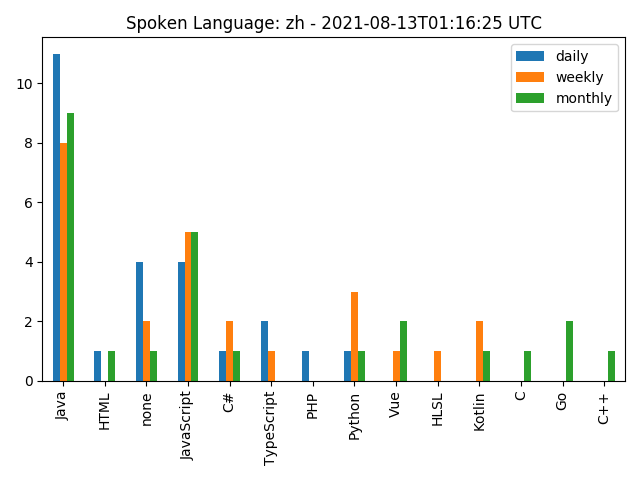 Spoken Language: zh - 2021-08-13T01:16:25 UTC
daily
weekly
monthly
10
8
6
4
2
0
Java
HTML
none
JavaScript
C#
TypeScript
PHP
Python
Vue
HLSL
Kotlin
C
Go
C++